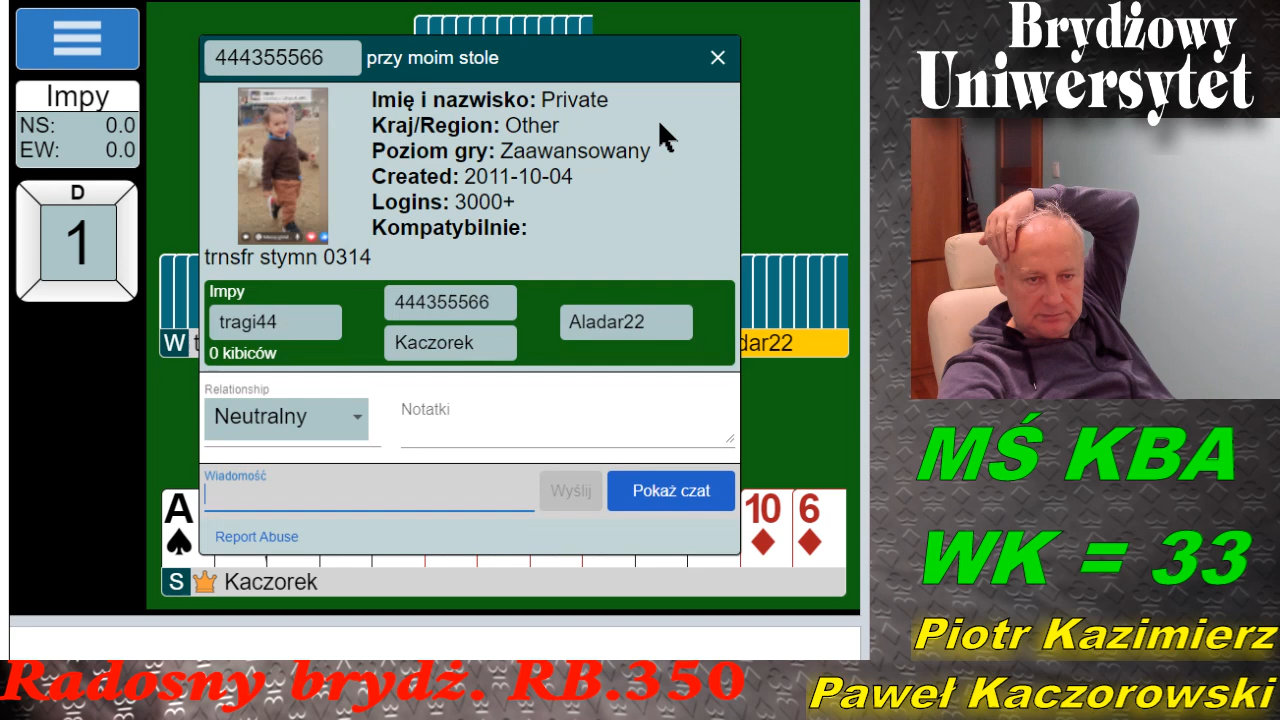 Impy
NS: 0.0
EW: 0.0
D
1
444355566 przy moim stole
Imię i nazwisko: Private
Kraj/Region: Other
Poziom gry: Zaawansowany
Created: 2011-10-04
Logins: 3000+
Kompatybilnie:
trnsfr stymn 0314
Impy
444355566
tragi44
Aladar22
Kaczorek
0 kibiców
W t
dar22
Relationship
Neutralny
Notatki
Wiadomość
Wyślij
Pokaż czat
Report Abuse
A
10 6
S Kaczorek
Brydżowy
Uniwersytet
MŚ KBA
WK = 33
Piotr Kazimierz
Paweł Kaczorowski
Radosny brydż. RB.350